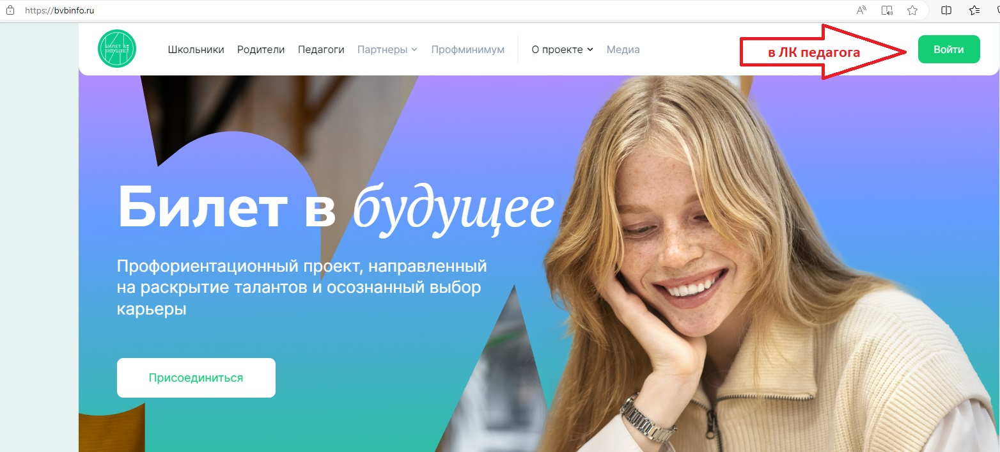 https://bvbinfo.ru
БИЛЕТ В
БУДУЩЕЕ
Школьники Родители Педагоги Партнеры Профминимум О проекте Медиа
в ЛК педагога
Войти
Билет в будущее
Профориентационный проект, направленный
на раскрытие талантов и осознанный выбор
карьеры
Присоединиться